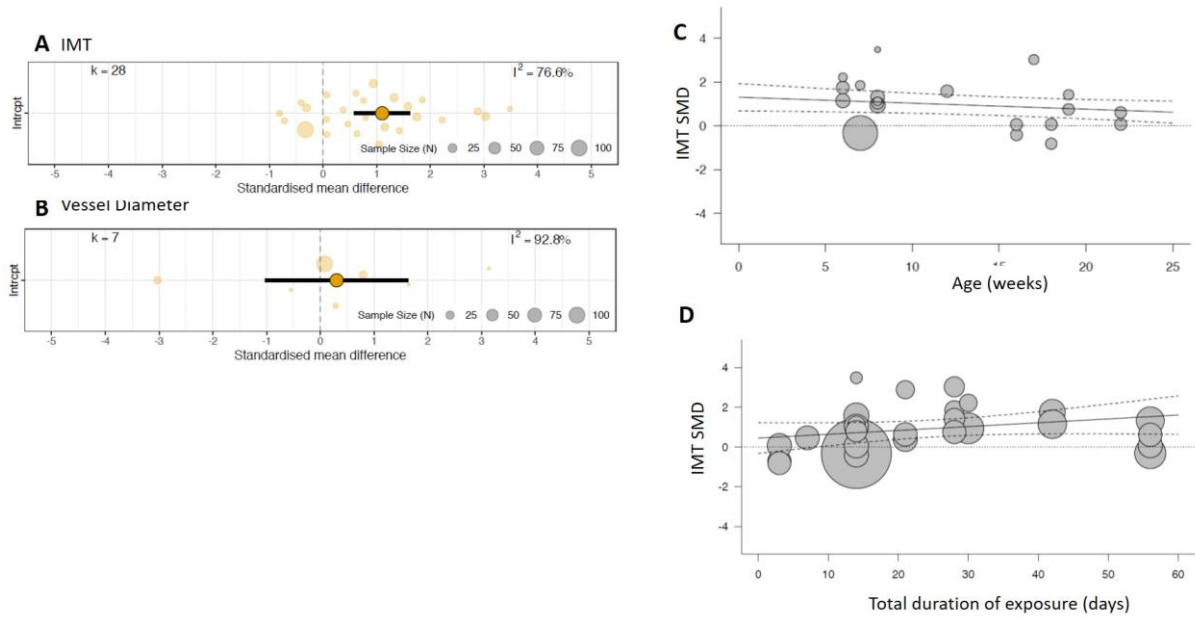 A IMT
k = 28
I² = 76.6%
Intrcpt
Sample Size (N) 25 50 75 100
-5 -4 -3 -2 -1 0 1 2 3 4 5
Standardised mean difference
B Vessel Diameter
k = 7
I² = 92.8%
Intrcpt
Sample Size (N) 25 50 75 100
-5 -4 -3 -2 -1 0 1 2 3 4 5
Standardised mean difference
C
IMT SMD
4
2
0
-2
-4
0 5 10 15 20 25
Age (weeks)
D
IMT SMD
4
2
0
-2
-4
0 10 20 30 40 50 60
Total duration of exposure (days)